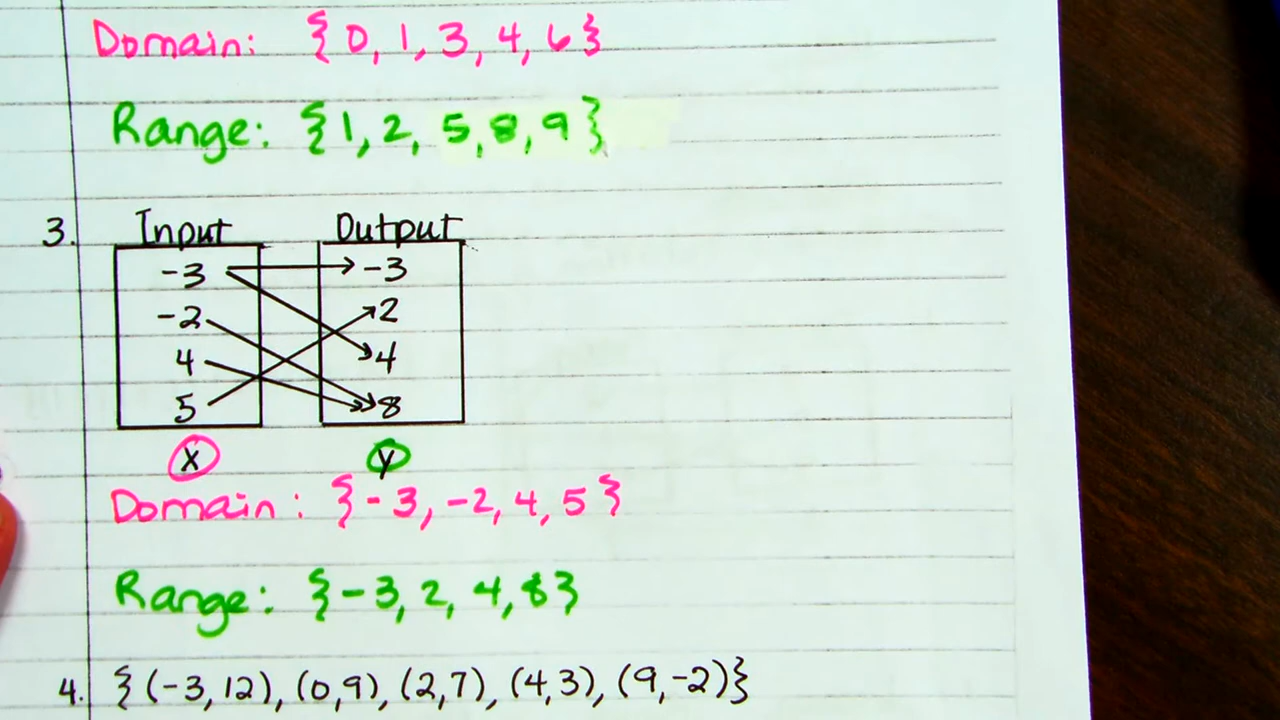 Domain: {0, 1, 3, 4, 6}
Range: {1, 2, 5, 8, 9}
3. Input Output
-3 -3
-2 2
4 4
5 8
x y
Domain: {-3, -2, 4, 5}
Range: {-3, 2, 4, 8}
4. {(-3, 12), (0, 9), (2, 7), (4, 3), (9, -2)}